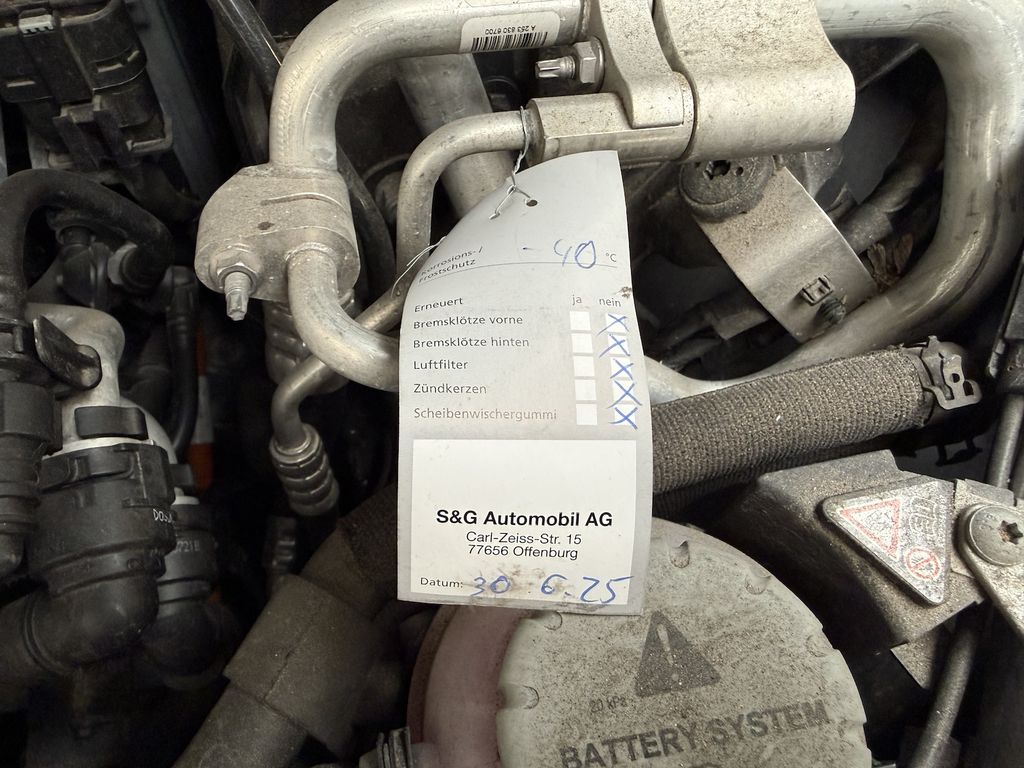 A 253 830 6700
Korrosions-/
Frostschutz -40 °C
Erneuert ja nein
Bremsklötze vorne
Bremsklötze hinten
Luftfilter
Zündkerzen
Scheibenwischergummi
S&G Automobil AG
Carl-Zeiss-Str. 15
77656 Offenburg
Datum: 30 6.25
BATTERY SYSTEM